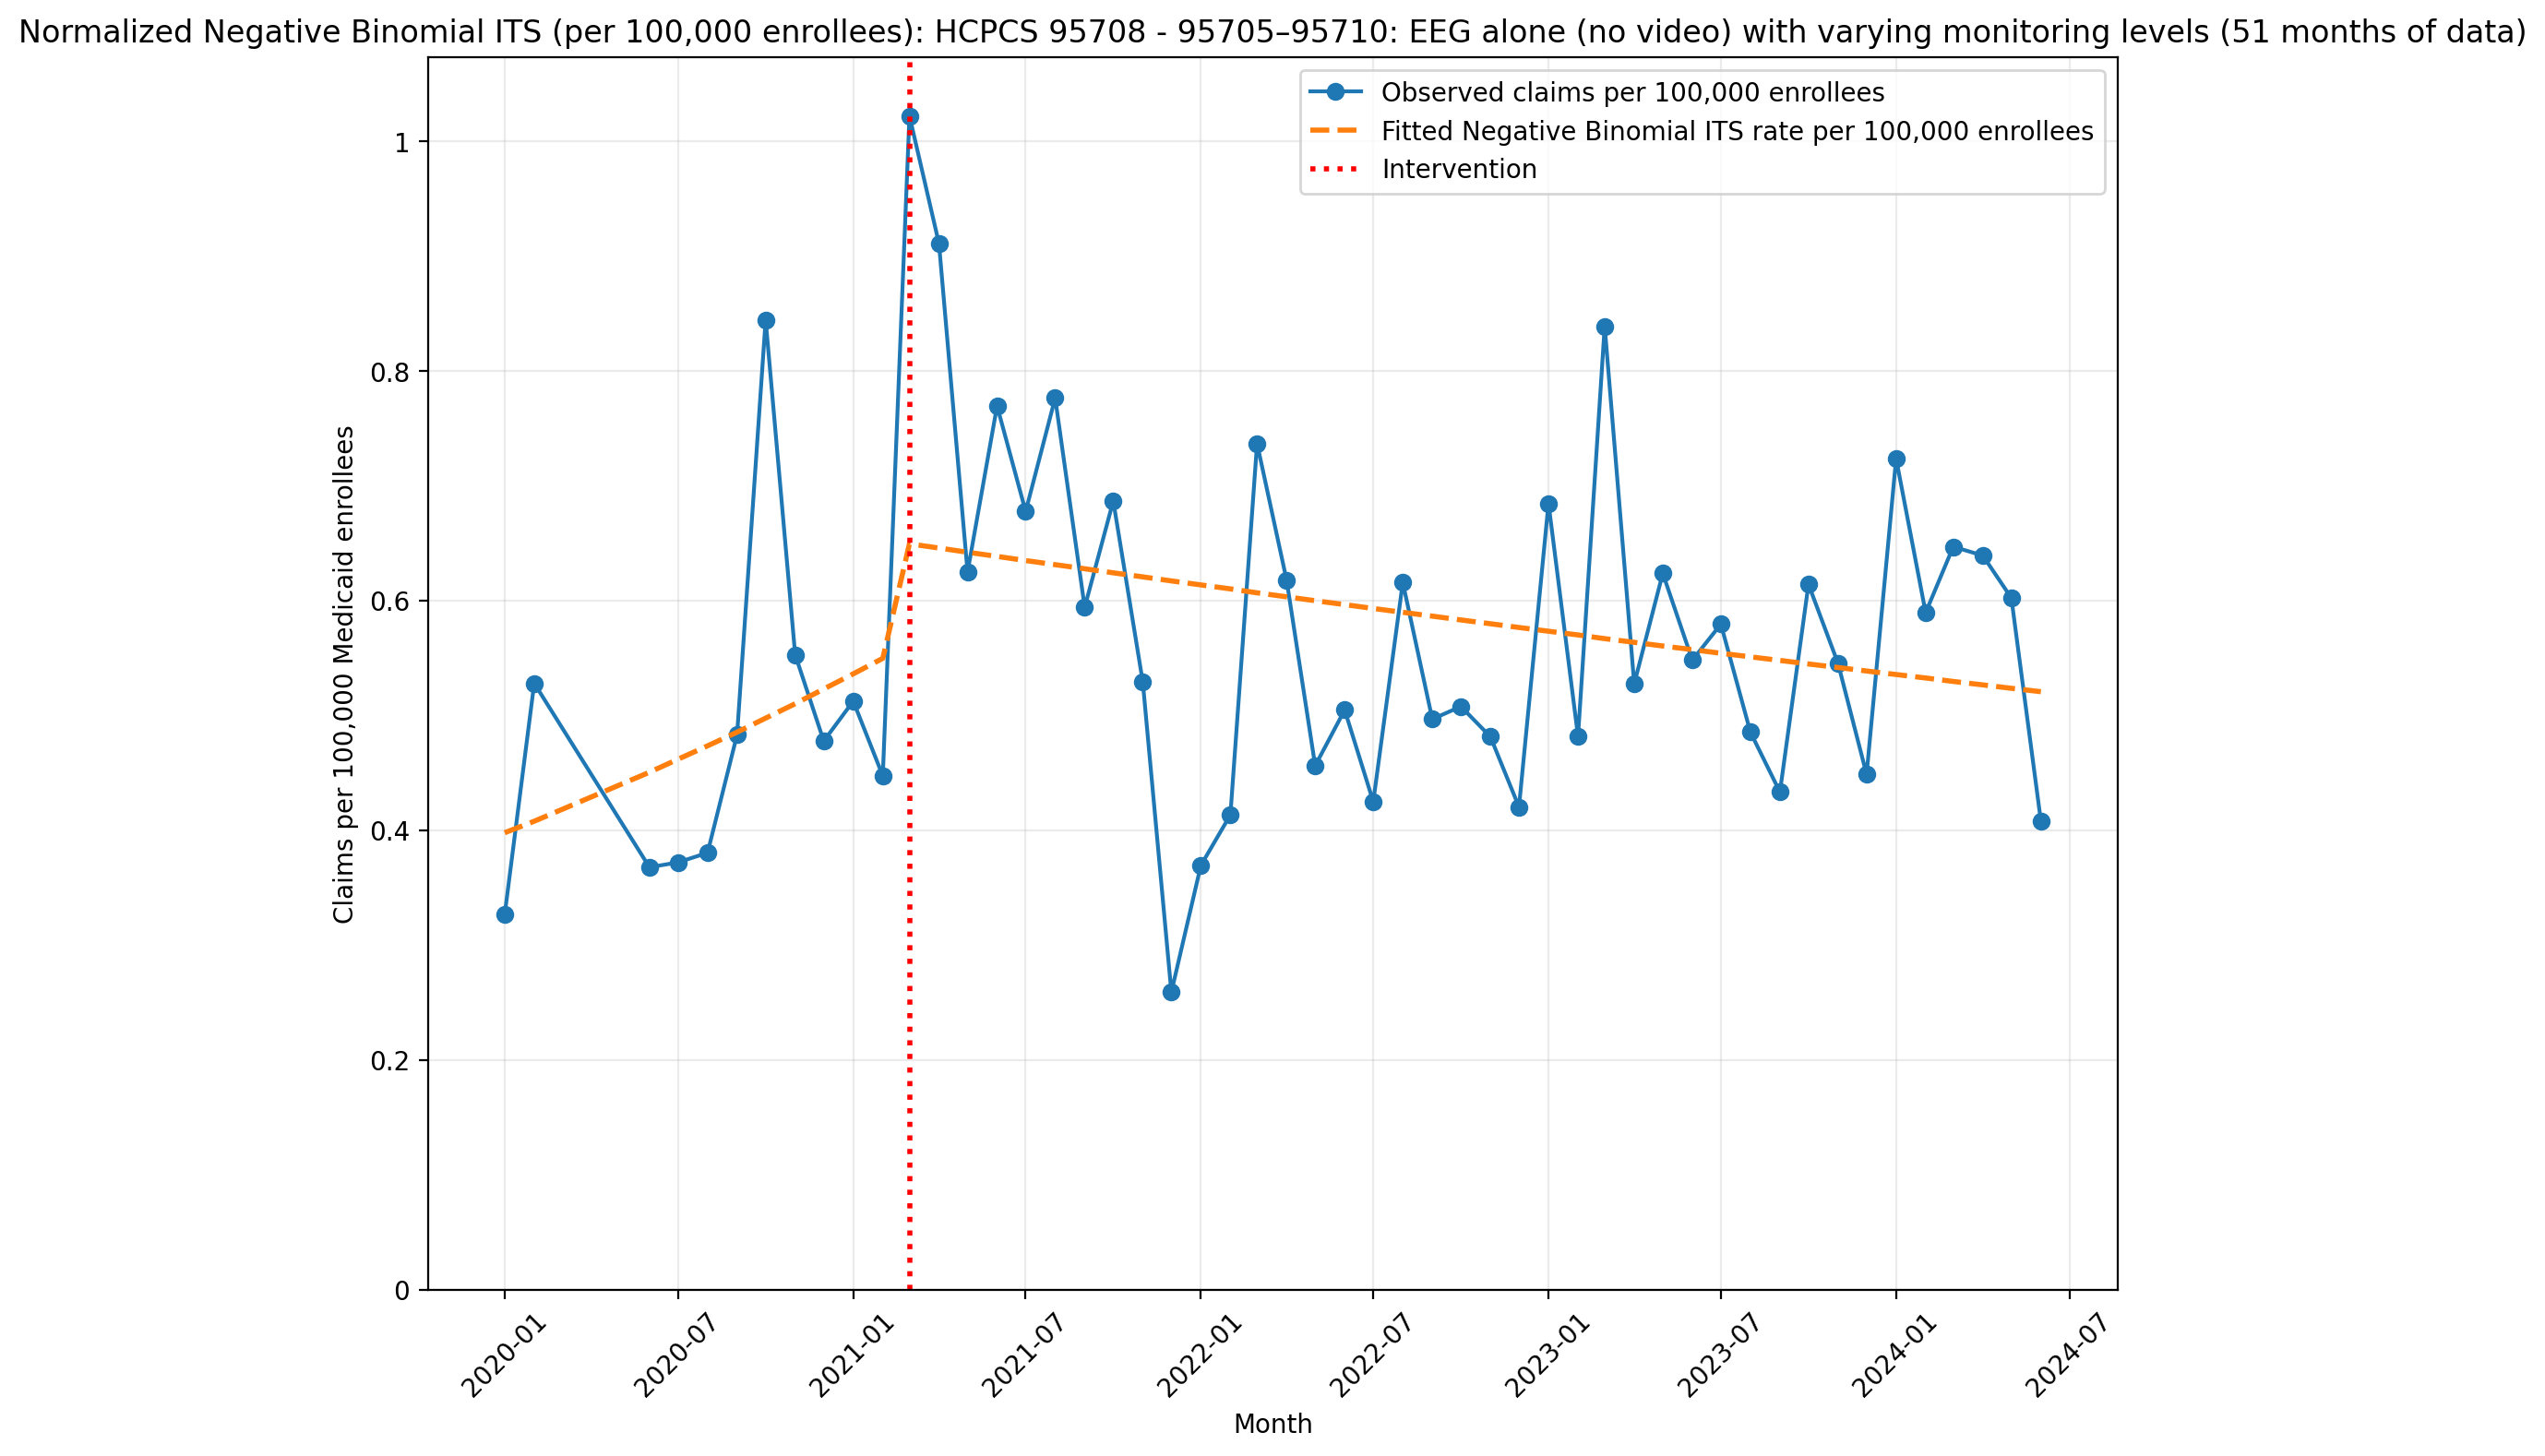 Normalized Negative Binomial ITS (per 100,000 enrollees): HCPCS 95708 - 95705–95710: EEG alone (no video) with varying monitoring levels (51 months of data)
Observed claims per 100,000 enrollees
Fitted Negative Binomial ITS rate per 100,000 enrollees
Intervention
Claims per 100,000 Medicaid enrollees
1
0.8
0.6
0.4
0.2
0
2020-01
2020-07
2021-01
2021-07
2022-01
2022-07
2023-01
2023-07
2024-01
2024-07
Month